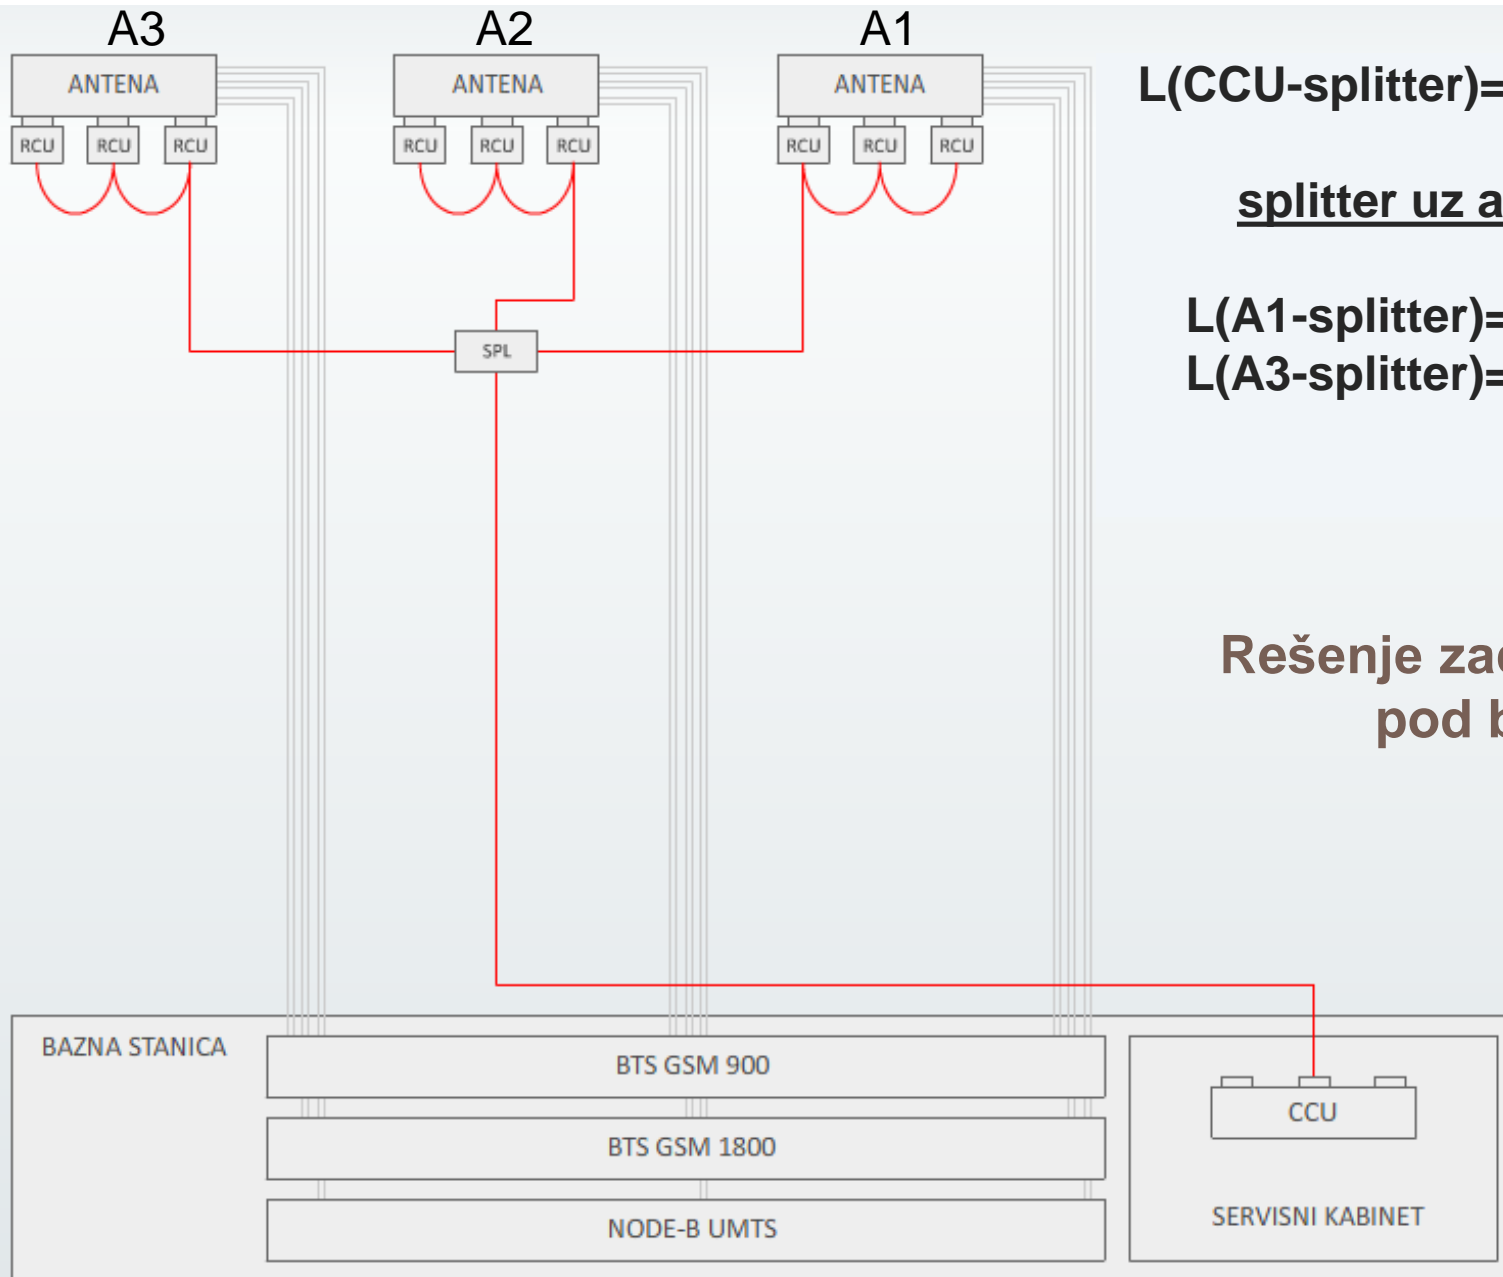 A3 A2 A1
ANTENA ANTENA ANTENA
RCU RCU RCU RCU RCU RCU RCU RCU RCU
L(CCU-splitter)=
splitter uz a
L(A1-splitter)=
L(A3-splitter)=
SPL
Rešenje zad
pod b
BAZNA STANICA
BTS GSM 900
BTS GSM 1800
NODE-B UMTS
CCU
SERVISNI KABINET